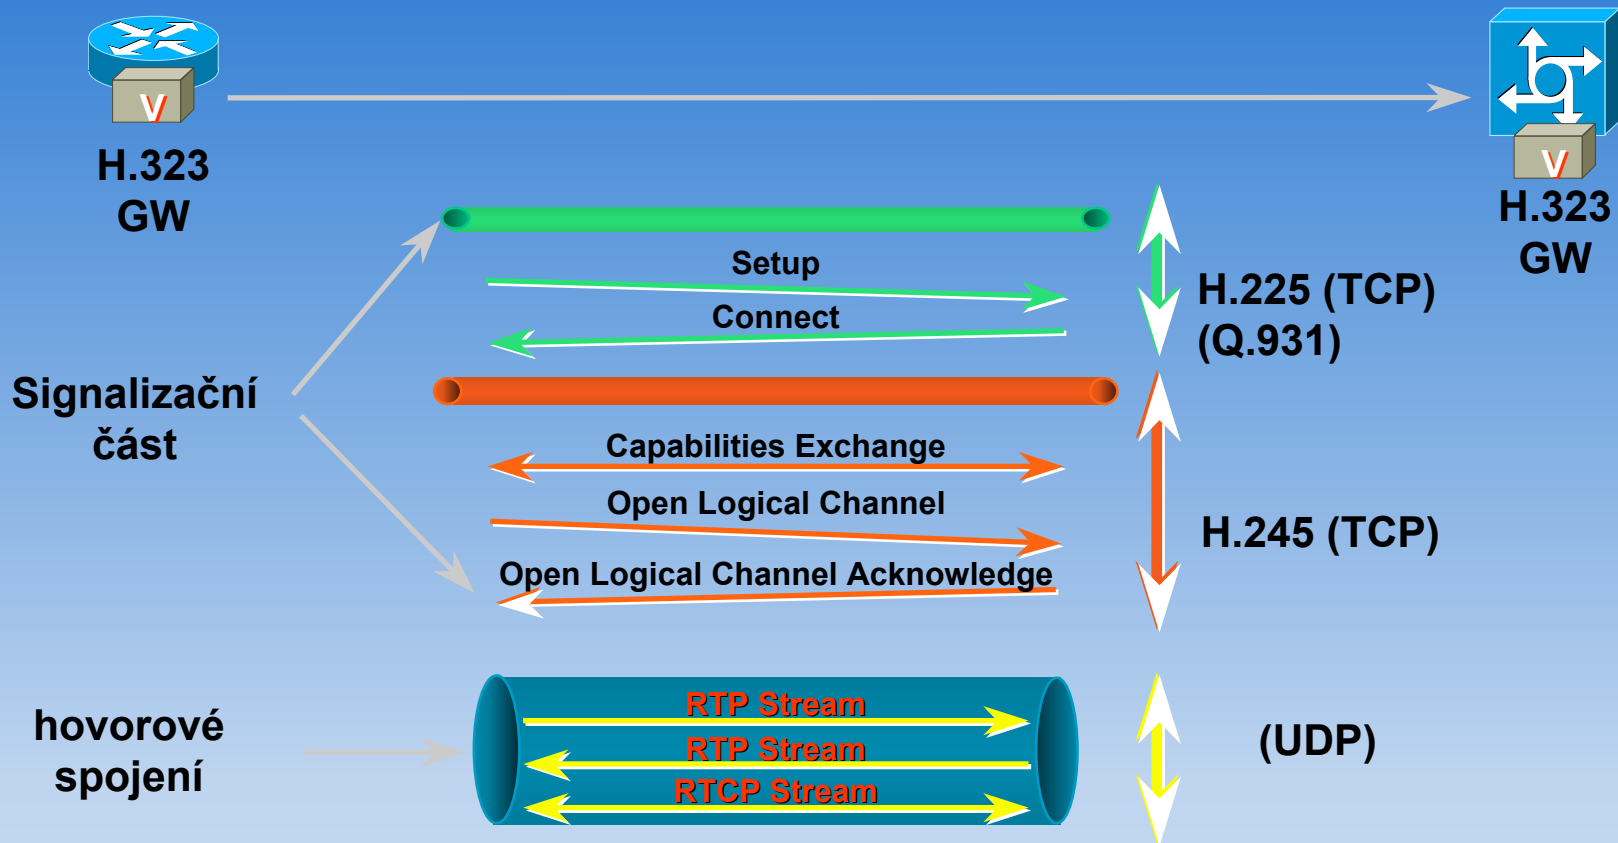 V
H.323
GW
V
H.323
GW
Setup
Connect
H.225 (TCP)
(Q.931)
Signalizační
část
Capabilities Exchange
Open Logical Channel
Open Logical Channel Acknowledge
H.245 (TCP)
hovorové
spojení
RTP Stream
RTP Stream
RTCP Stream
(UDP)